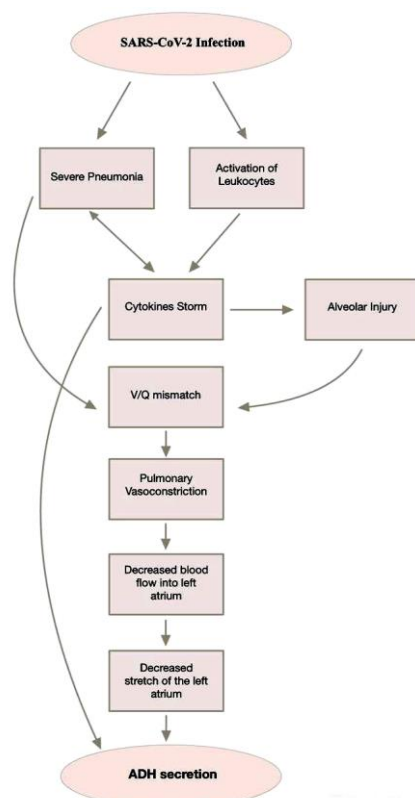 SARS-CoV-2 Infection
Severe Pneumonia
Activation of
Leukocytes
Cytokines Storm
Alveolar Injury
V/Q mismatch
Pulmonary
Vasoconstriction
Decreased blood
flow into left
atrium
Decreased
stretch of the left
atrium
ADH secretion